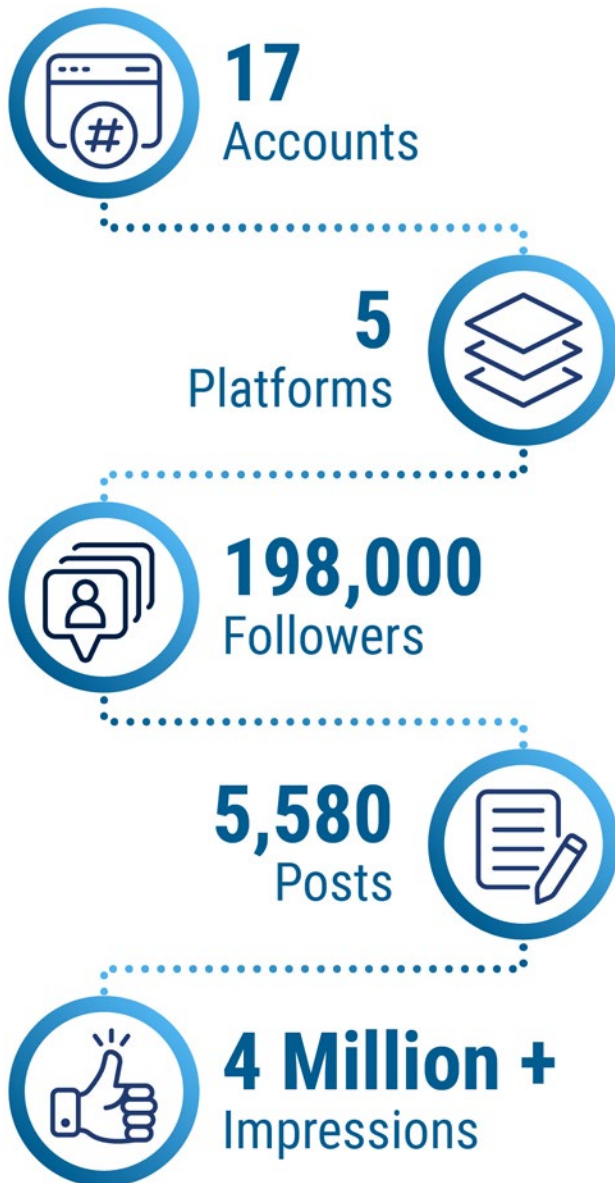 #
17
Accounts
5
Platforms
198,000
Followers
5,580
Posts
4 Million +
Impressions